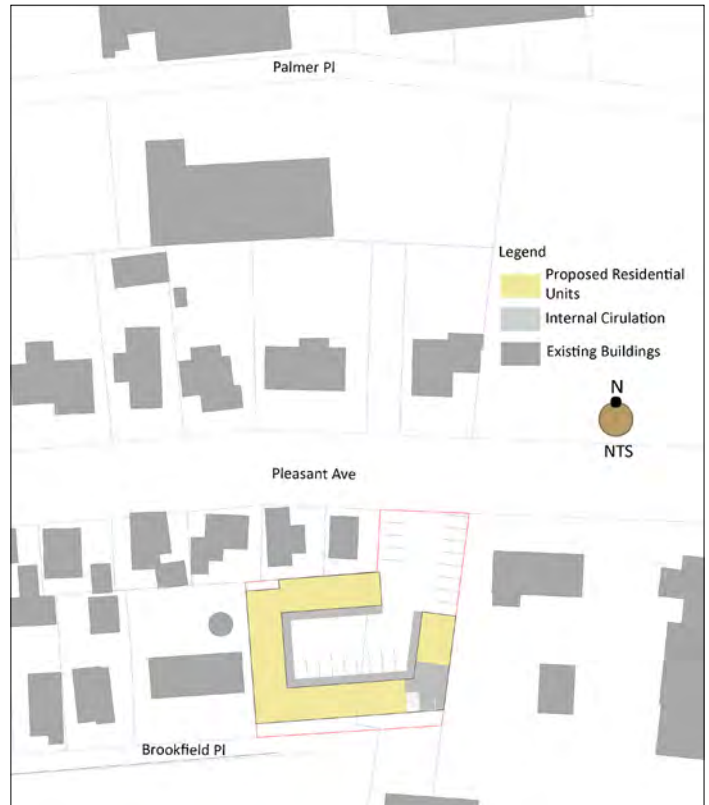 Palmer Pl
Legend
Proposed Residential
Units
Internal Cirulation
Existing Buildings
N
NTS
Pleasant Ave
Brookfield Pl